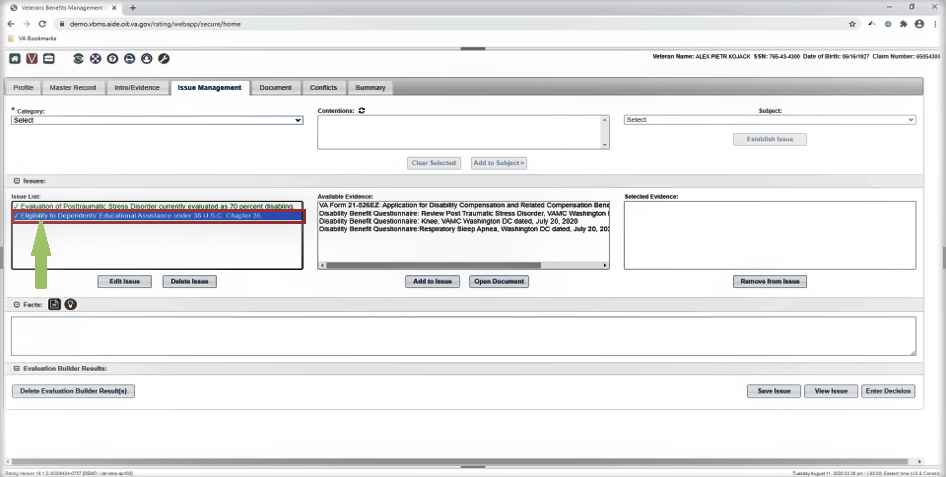 Veterans Benefits Management
demo.vbms.aide.oit.va.gov/rating/webapp/secure/home
VA Bookmarks
Veteran Name: ALEX PIETR KOJACK SSN: 765-43-4300 Date of Birth: 06/16/1927 Claim Number: 65054300
Profile Master Record Intro/Evidence Issue Management Document Conflicts Summary
* Category: Contentions: Subject:
Select Select
Establish Issue
Clear Selected Add to Subject >
Issues:
Issue List: Available Evidence: Selected Evidence:
✓ Evaluation of Posttraumatic Stress Disorder currently evaluated as 70 percent disabling.
✓ Eligibility to Dependents' Educational Assistance under 38 U.S.C. Chapter 35.
VA Form 21-526EZ: Application for Disability Compensation and Related Compensation Bene
Disability Benefit Questionnaire: Review Post Traumatic Stress Disorder, VAMC Washington
Disability Benefit Questionnaire: Knee, VAMC Washington DC dated, July 20, 2020
Disability Benefit Questionnaire:Respiratory Sleep Apnea, Washington DC dated, July 20, 202
Edit Issue Delete Issue Add to Issue Open Document Remove from Issue
Facts:
Evaluation Builder Results:
Delete Evaluation Builder Result(s) Save Issue View Issue Enter Decision
Tuesday August 11, 2020 03:26 pm / (-05:00) Eastern time (US & Canada)